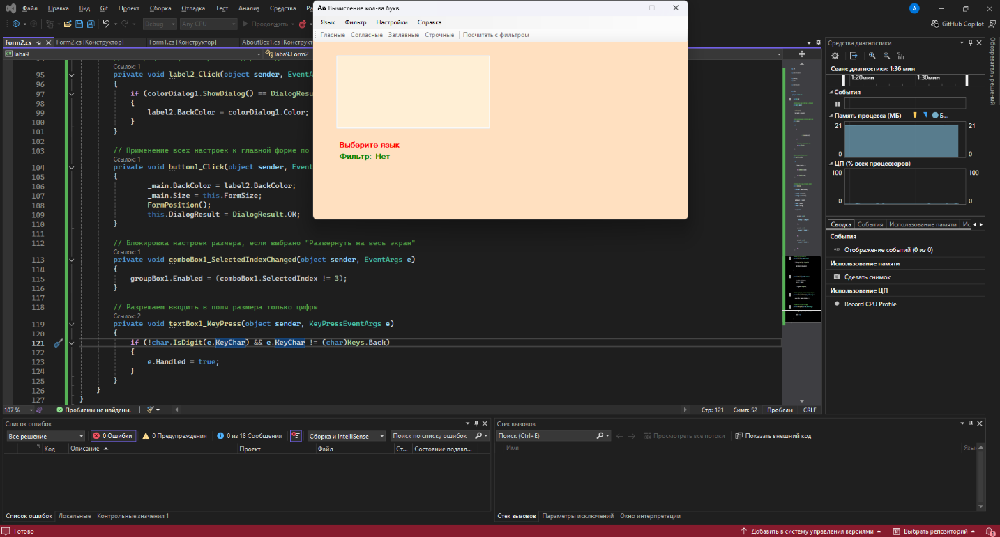 Файл Правка Вид Git Проект Сборка Отладка Тест Анализ Средства
A
Debug Any CPU Продолжить
GitHub Copilot
Form2.cs Form2.cs [Конструктор] Form1.cs [Конструктор] AboutBox1.cs [Конструкт
laba9 laba9.Form2
Ссылок: 1
95 private void label2_Click(object sender, EventA
96 {
97 if (colorDialog1.ShowDialog() == DialogResu
98 {
99 label2.BackColor = colorDialog1.Color;
100 }
101 }
102
103 // Применение всех настроек к главной форме по
Ссылок: 1
104 private void button1_Click(object sender, Event
105 {
106 _main.BackColor = label2.BackColor;
107 _main.Size = this.FormSize;
108 FormPosition();
109 this.DialogResult = DialogResult.OK;
110 }
111
112 // Блокировка настроек размера, если выбрано "Развернуть на весь экран"
Ссылок: 1
113 private void comboBox1_SelectedIndexChanged(object sender, EventArgs e)
114 {
115 groupBox1.Enabled = (comboBox1.SelectedIndex != 3);
116 }
117
118 // Разрешаем вводить в поля размера только цифры
Ссылок: 2
119 private void textBox1_KeyPress(object sender, KeyPressEventArgs e)
120 {
121 if (!char.IsDigit(e.KeyChar) && e.KeyChar != (char)Keys.Back)
122 {
123 e.Handled = true;
124 }
125 }
126 }
127 }
Aa Вычисление кол-ва букв
Язык Фильтр Настройки Справка
Гласные Согласные Заглавные Строчные Посчитать с фильтром
Выберите язык
Фильтр: Нет
Средства диагностики
Сеанс диагностики: 1:36 мин
1:20мин 1:30мин
События
Память процесса (МБ) Б...
21 21
0 0
ЦП (% всех процессоров)
100 100
0 0
Сводка События Использование памяти Ис
События
Отображение событий (0 из 0)
Использование памяти
Сделать снимок
Использование ЦП
Record CPU Profile
Обозреватель решений
107 % Проблемы не найдены. Стр: 121 Симв: 52 Пробелы CRLF
Список ошибок
Все решение 0 Ошибки 0 Предупреждения 0 из 18 Сообщения Сборка и IntelliSense Поиск по списку ошибок
Код Описание Проект Файл Ст... Состояние подавл...
Список ошибок Локальные Контрольные значения 1
Стек вызовов
Поиск (Ctrl+E) Просмотреть все потоки Показать внешний код
Имя Язы
Стек вызовов Параметры исключений Окно интерпретации
Готово Добавить в систему управления версиями Выбрать репозиторий 1